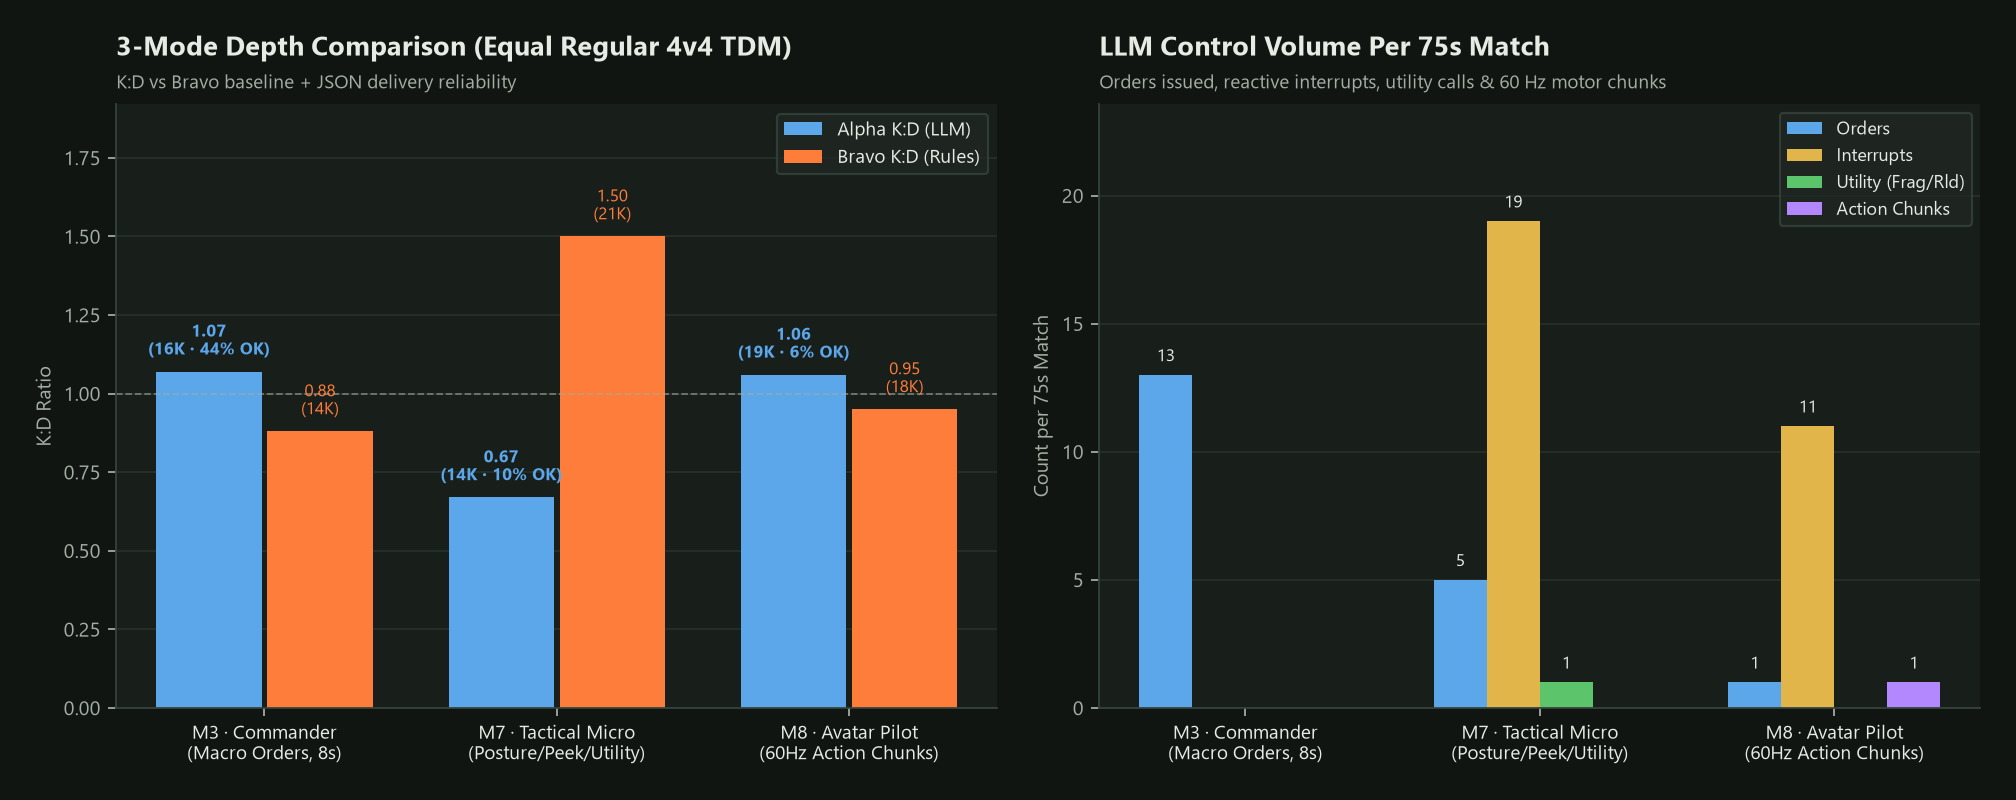 3-Mode Depth Comparison (Equal Regular 4v4 TDM)
K:D vs Bravo baseline + JSON delivery reliability
Alpha K:D (LLM)
Bravo K:D (Rules)
K:D Ratio
1.75
1.50
1.25
1.00
0.75
0.50
0.25
0.00
1.07
(16K · 44% OK)
0.88
(14K)
0.67
(14K · 10% OK)
1.50
(21K)
1.06
(19K · 6% OK)
0.95
(18K)
M3 · Commander
(Macro Orders, 8s)
M7 · Tactical Micro
(Posture/Peek/Utility)
M8 · Avatar Pilot
(60Hz Action Chunks)
LLM Control Volume Per 75s Match
Orders issued, reactive interrupts, utility calls & 60 Hz motor chunks
Orders
Interrupts
Utility (Frag/Rld)
Action Chunks
Count per 75s Match
20
15
10
5
0
13
5
19
1
1
11
1
M3 · Commander
(Macro Orders, 8s)
M7 · Tactical Micro
(Posture/Peek/Utility)
M8 · Avatar Pilot
(60Hz Action Chunks)